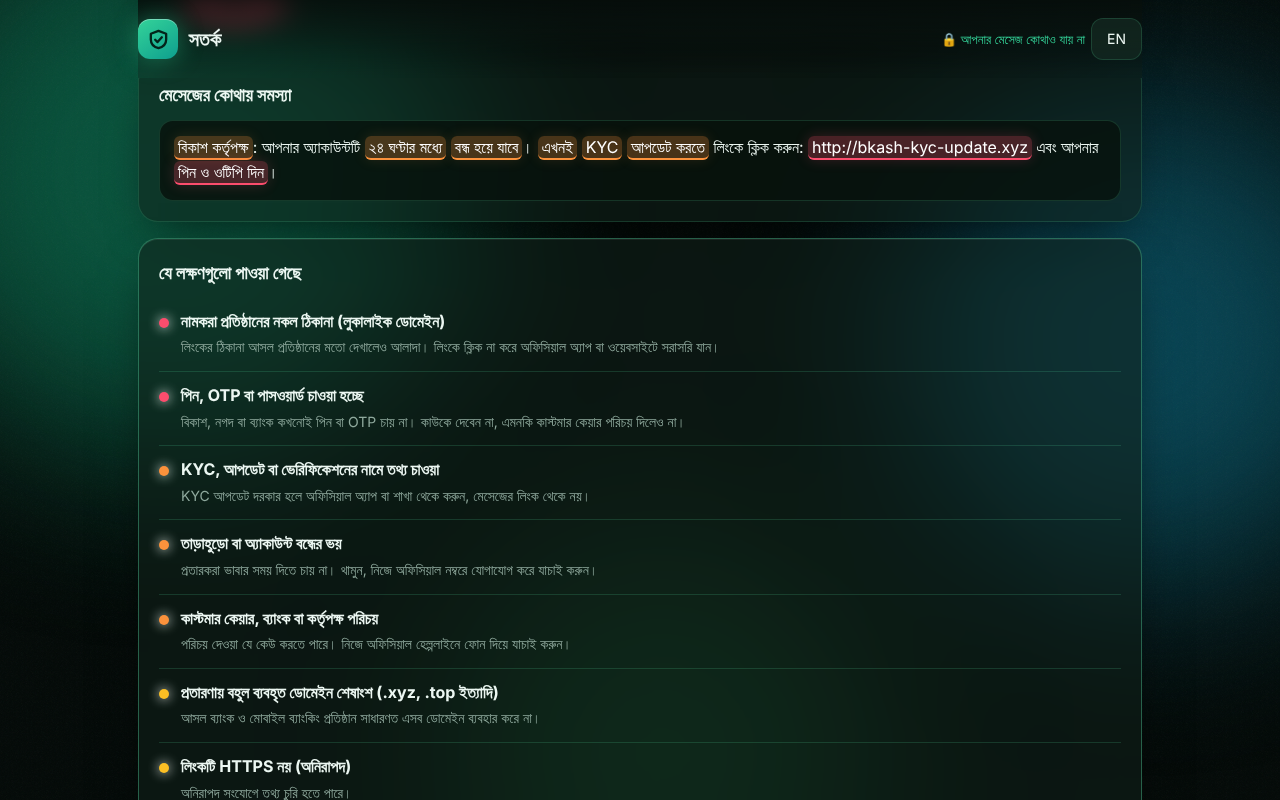 সতর্ক
🔒 আপনার মেসেজ কোথাও যায় না
EN
মেসেজের কোথায় সমস্যা
বিকাশ কর্তৃপক্ষ: আপনার অ্যাকাউন্টটি ২৪ ঘণ্টার মধ্যে বন্ধ হয়ে যাবে। এখনই KYC আপডেট করতে লিংকে ক্লিক করুন: http://bkash-kyc-update.xyz এবং আপনার
পিন ও ওটিপি দিন।
যে লক্ষণগুলো পাওয়া গেছে
নামকরা প্রতিষ্ঠানের নকল ঠিকানা (লুকালাইক ডোমেইন)
লিংকের ঠিকানা আসল প্রতিষ্ঠানের মতো দেখালেও আলাদা। লিংকে ক্লিক না করে অফিসিয়াল অ্যাপ বা ওয়েবসাইটে সরাসরি যান।
পিন, OTP বা পাসওয়ার্ড চাওয়া হচ্ছে
বিকাশ, নগদ বা ব্যাংক কখনোই পিন বা OTP চায় না। কাউকে দেবেন না, এমনকি কাস্টমার কেয়ার পরিচয় দিলেও না।
KYC, আপডেট বা ভেরিফিকেশনের নামে তথ্য চাওয়া
KYC আপডেট দরকার হলে অফিসিয়াল অ্যাপ বা শাখা থেকে করুন, মেসেজের লিংক থেকে নয়।
তাড়াহুড়ো বা অ্যাকাউন্ট বন্ধের ভয়
প্রতারকরা ভাবার সময় দিতে চায় না। থামুন, নিজে অফিসিয়াল নম্বরে যোগাযোগ করে যাচাই করুন।
কাস্টমার কেয়ার, ব্যাংক বা কর্তৃপক্ষ পরিচয়
পরিচয় দেওয়া যে কেউ করতে পারে। নিজে অফিসিয়াল হেল্পলাইনে ফোন দিয়ে যাচাই করুন।
প্রতারণায় বহুল ব্যবহৃত ডোমেইন শেষাংশ (.xyz, .top ইত্যাদি)
আসল ব্যাংক ও মোবাইল ব্যাংকিং প্রতিষ্ঠান সাধারণত এসব ডোমেইন ব্যবহার করে না।
লিংকটি HTTPS নয় (অনিরাপদ)
অনিরাপদ সংযোগে তথ্য চুরি হতে পারে।